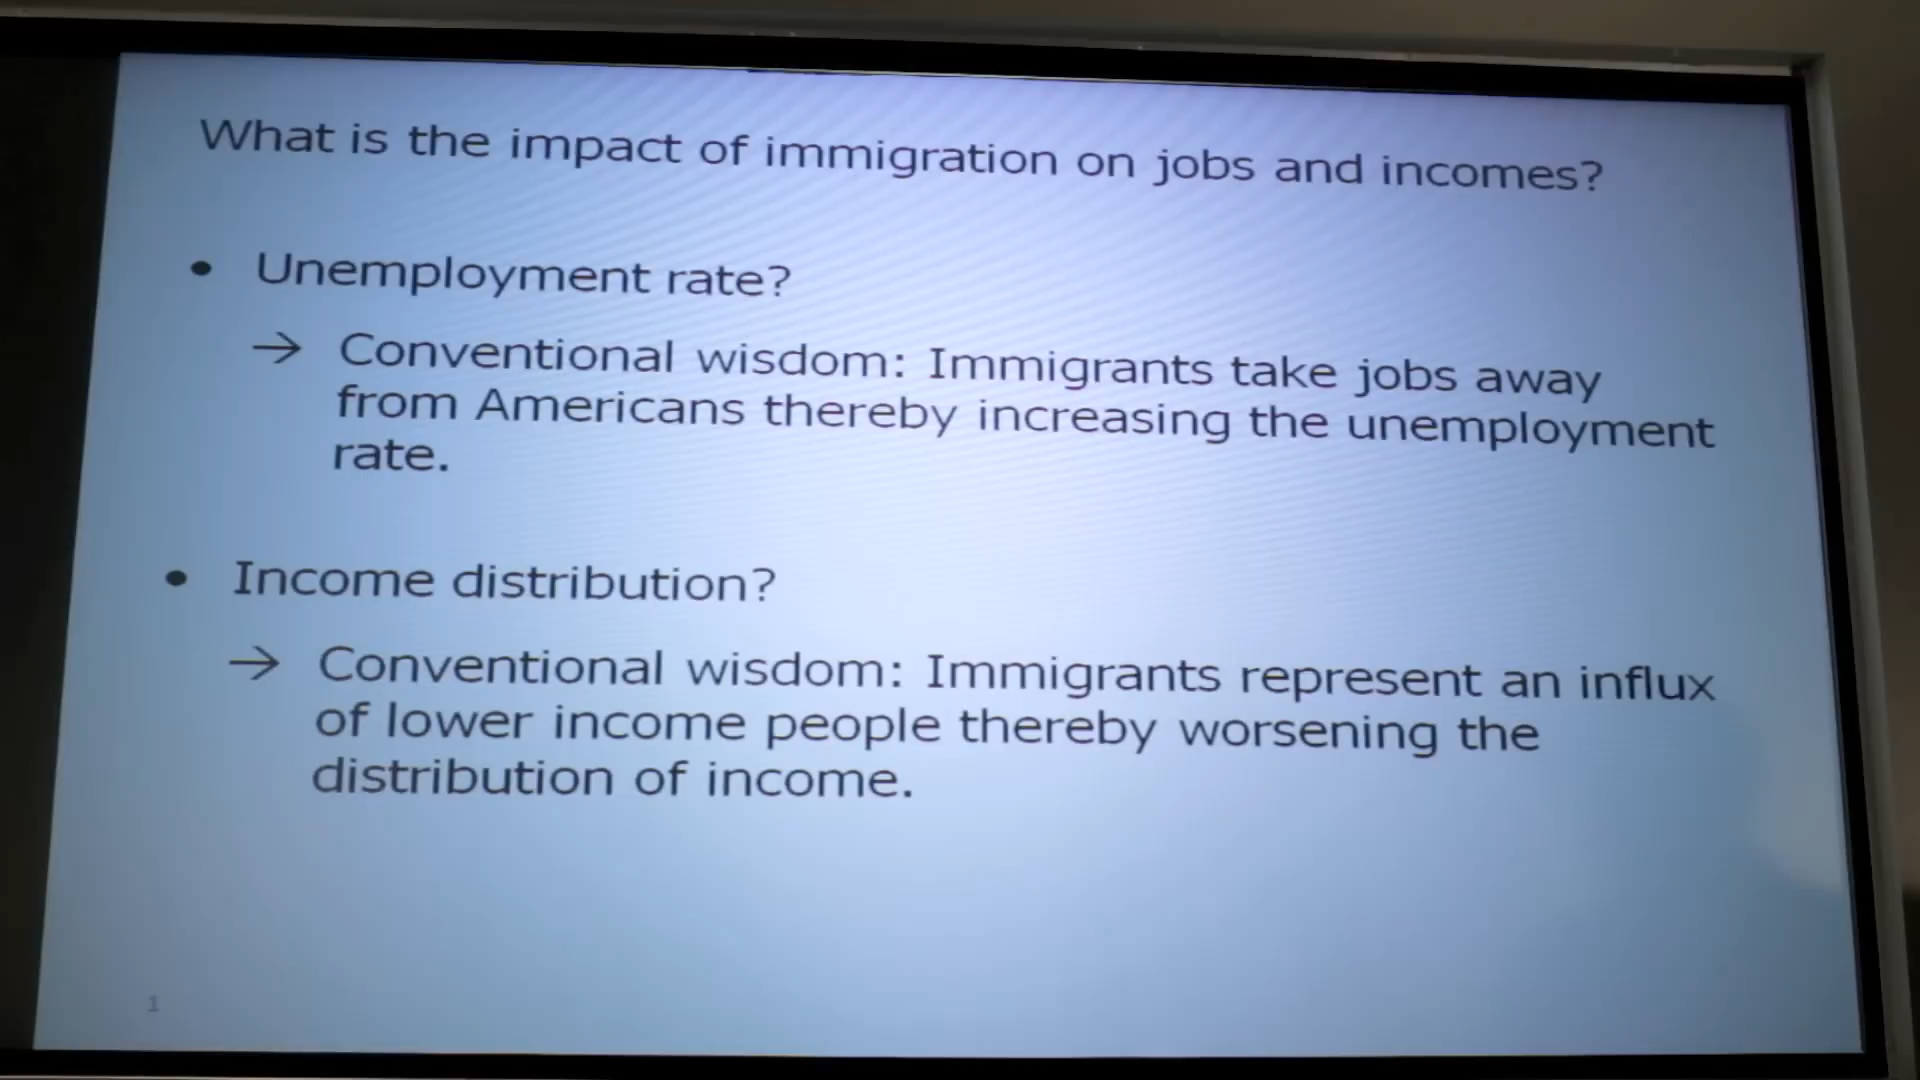 What is the impact of immigration on jobs and incomes?
• Unemployment rate?
→ Conventional wisdom: Immigrants take jobs away
from Americans thereby increasing the unemployment
rate.
• Income distribution?
→ Conventional wisdom: Immigrants represent an influx
of lower income people thereby worsening the
distribution of income.
1